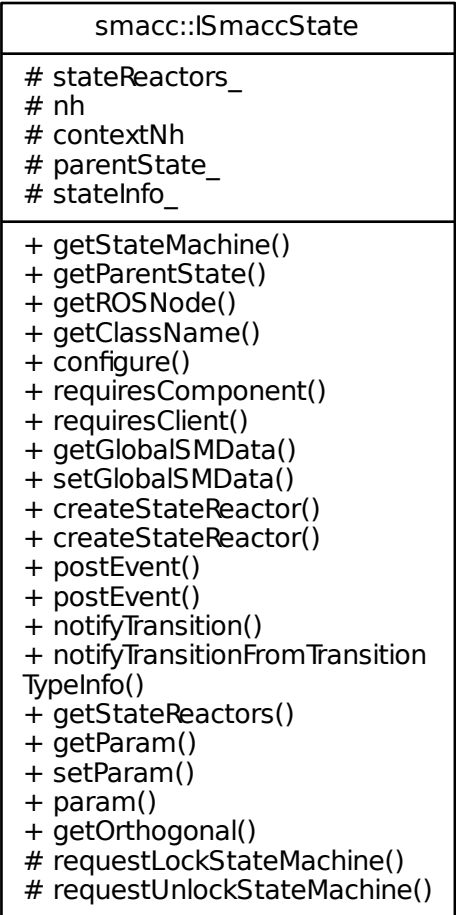 smacc::ISmaccState
# stateReactors_
# nh
# contextNh
# parentState_
# stateInfo_
+ getStateMachine()
+ getParentState()
+ getROSNode()
+ getClassName()
+ configure()
+ requiresComponent()
+ requiresClient()
+ getGlobalSMData()
+ setGlobalSMData()
+ createStateReactor()
+ createStateReactor()
+ postEvent()
+ postEvent()
+ notifyTransition()
+ notifyTransitionFromTransition
TypeInfo()
+ getStateReactors()
+ getParam()
+ setParam()
+ param()
+ getOrthogonal()
# requestLockStateMachine()
# requestUnlockStateMachine()